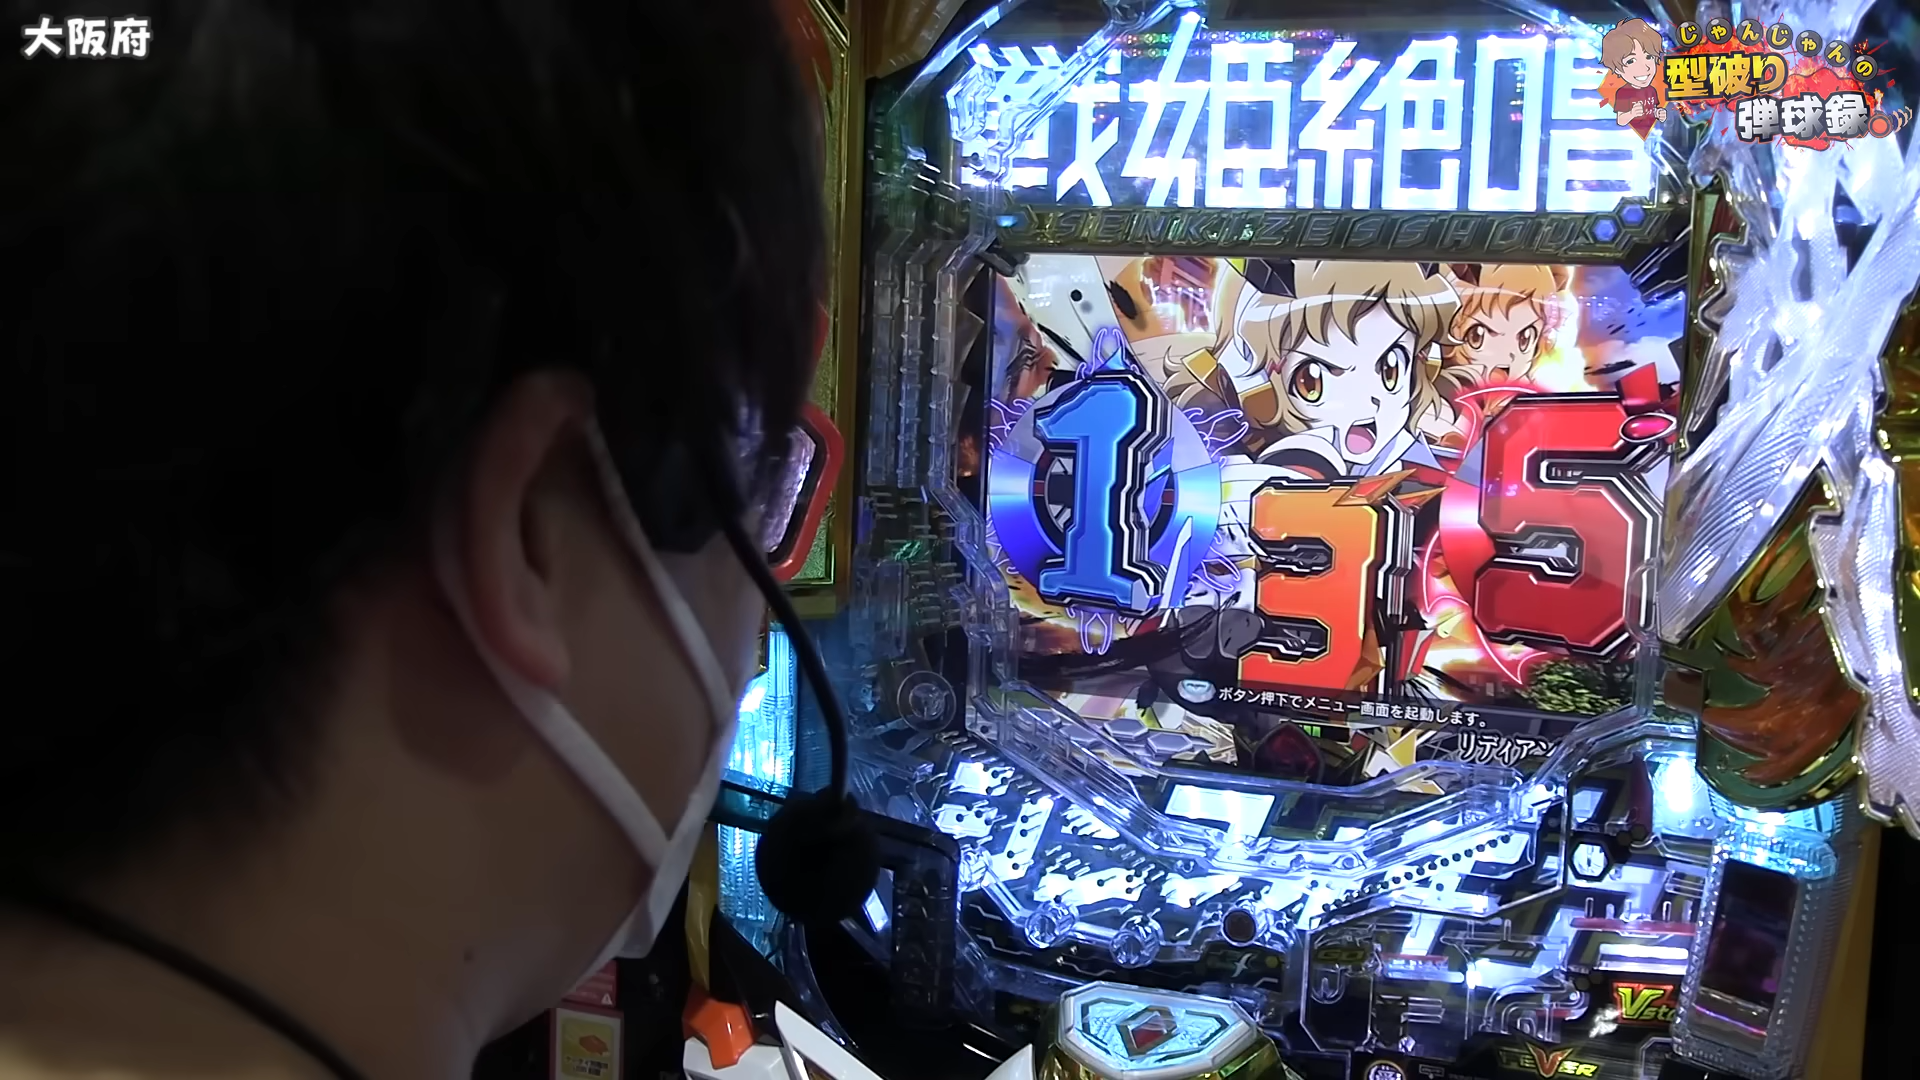 大阪府
じゃんじゃんの
型破り
弾球録
戦姫絶唱
SENKIZESSHOU
1 3 5
ボタン押下でメニュー画面を起動します。
リディアン
GO
FEVER